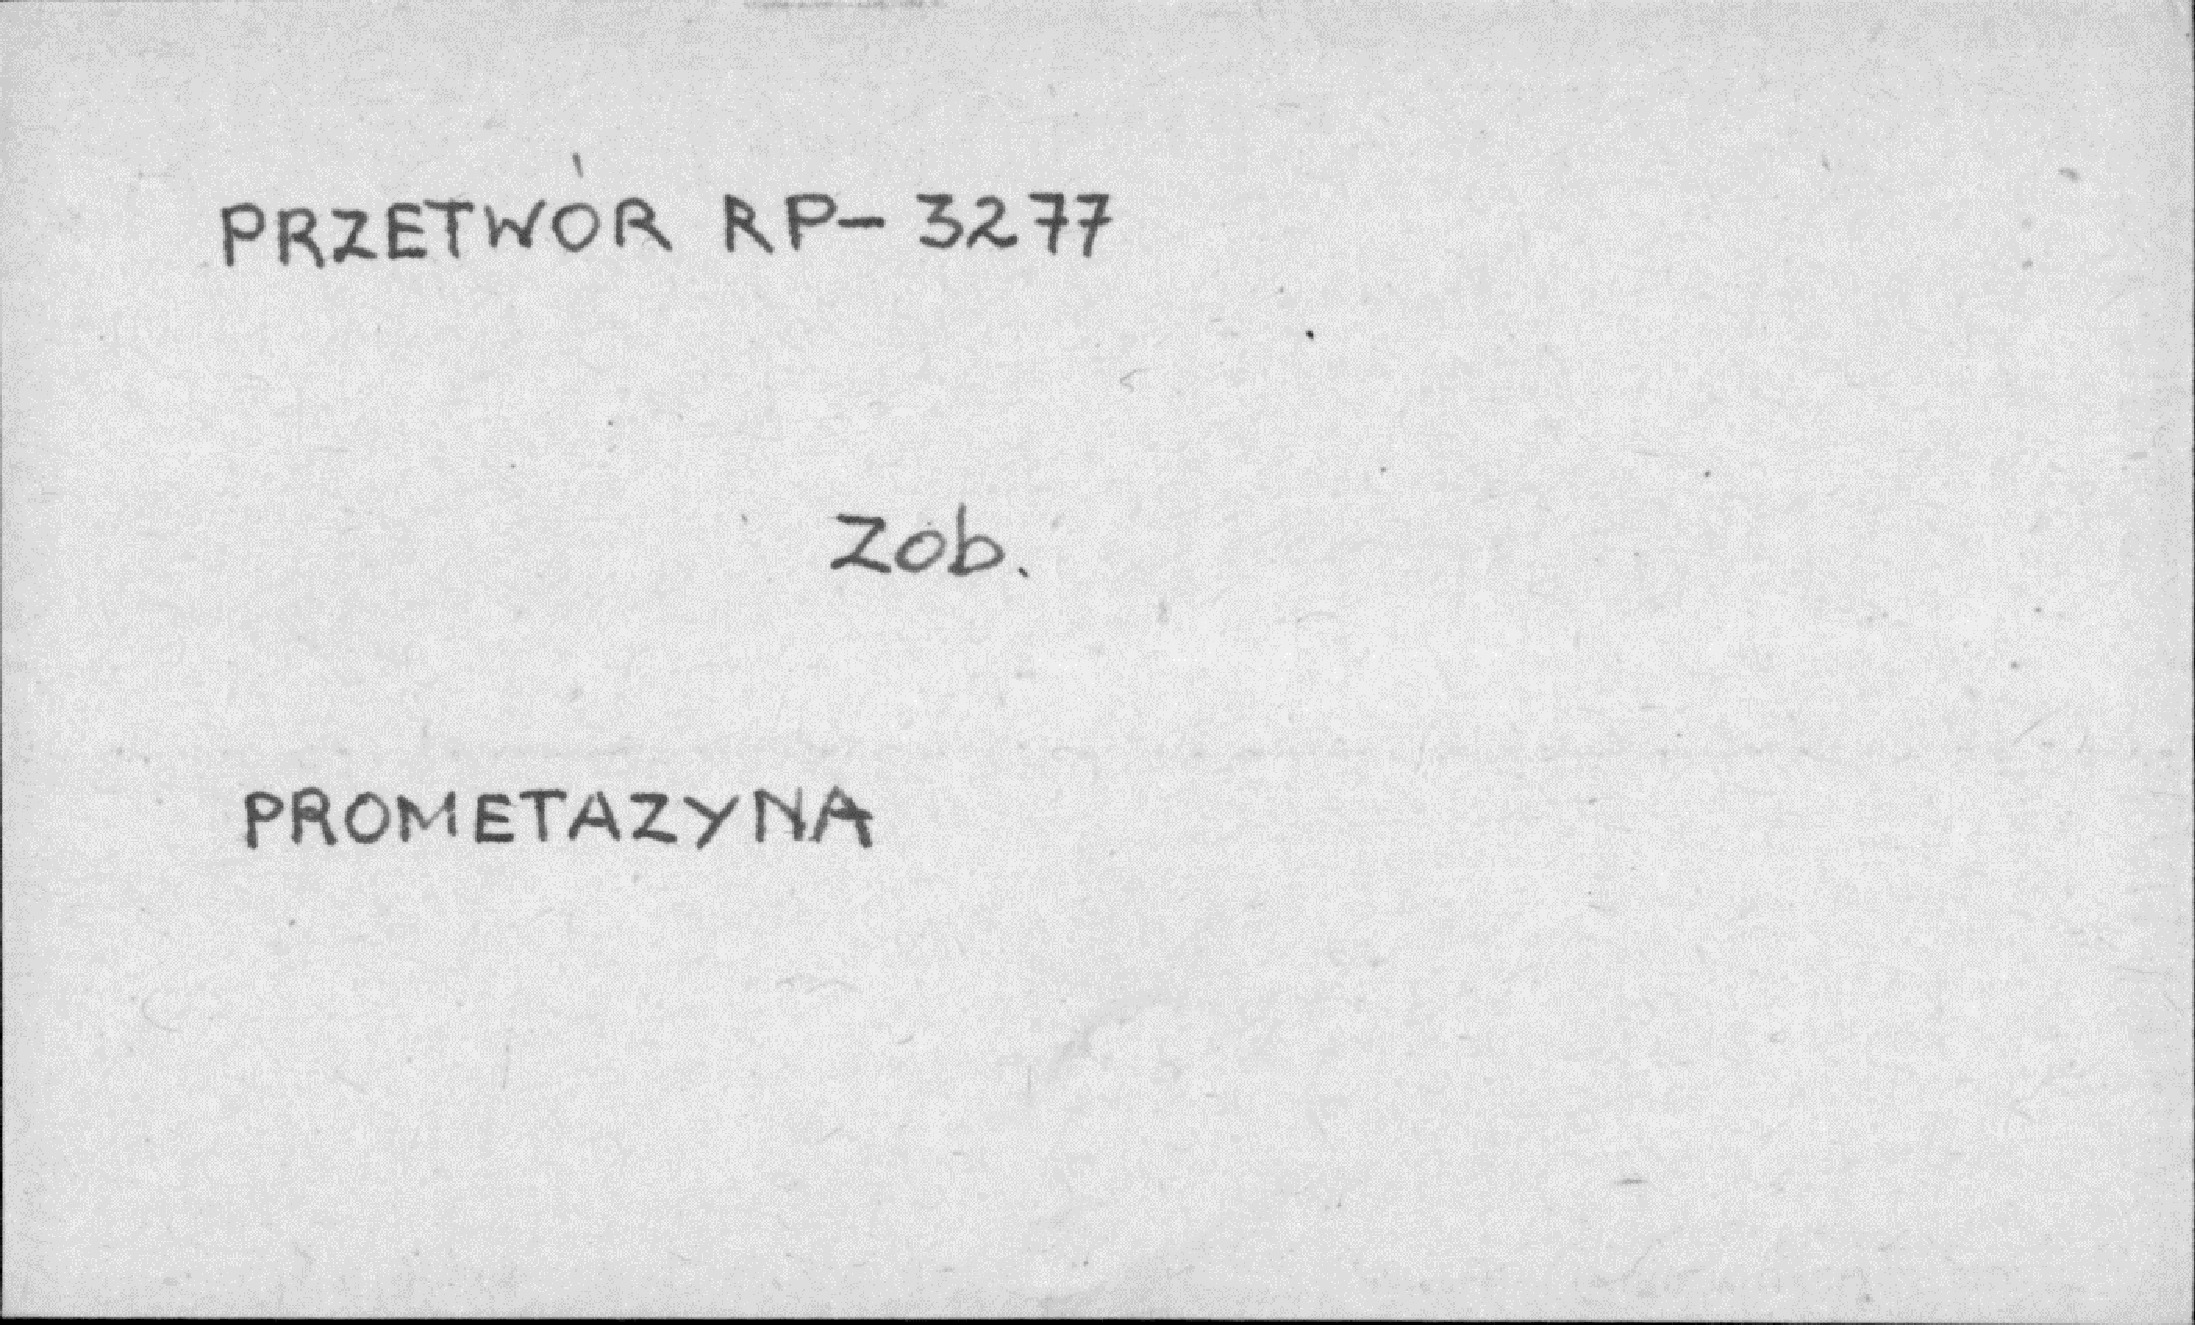 PRZETWÓR RP- 3277
Zob.
PROMETAZYNA